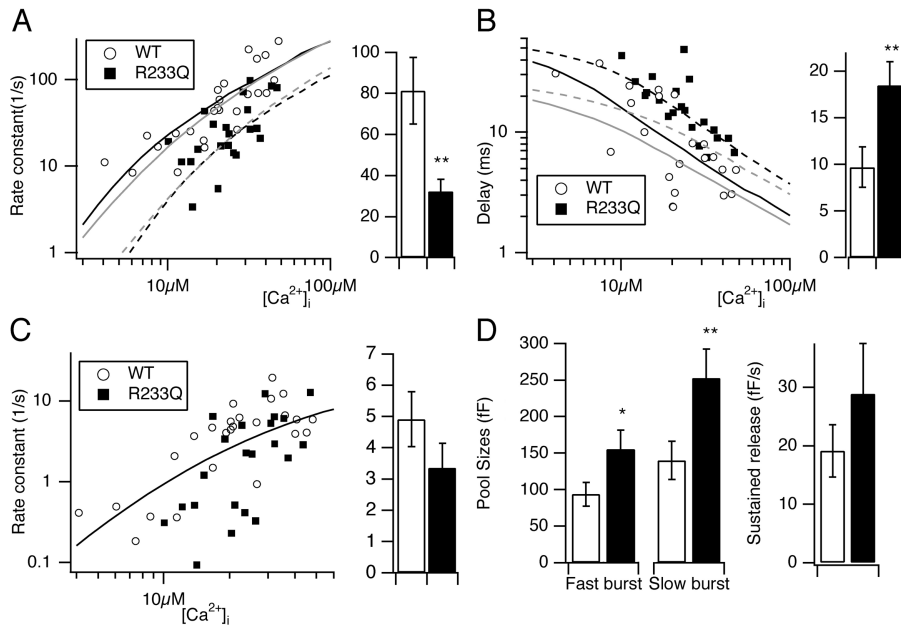 A
Rate constant(1/s)
100
10
1
WT
R233Q
10μM
100μM
[Ca2+]i
100
80
60
40
20
0
**
B
Delay (ms)
10
1
WT
R233Q
10μM
100μM
[Ca2+]i
20
15
10
5
0
**
C
Rate constant (1/s)
10
1
0.1
WT
R233Q
10μM
[Ca2+]i
7
6
5
4
3
2
1
0
D
Pool Sizes (fF)
300
250
200
150
100
50
0
*
**
Fast burst
Slow burst
Sustained release (fF/s)
30
20
10
0